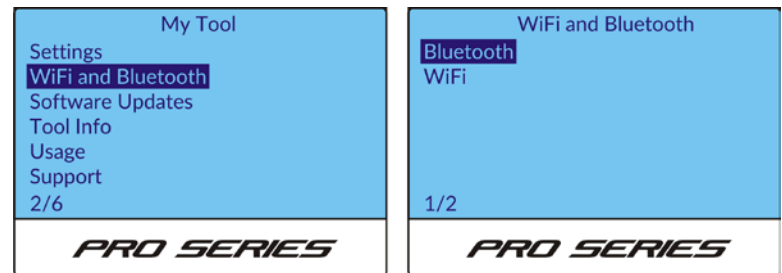 My Tool
Settings
WiFi and Bluetooth
Software Updates
Tool Info
Usage
Support
2/6
PRO SERIES
WiFi and Bluetooth
Bluetooth
WiFi
1/2
PRO SERIES